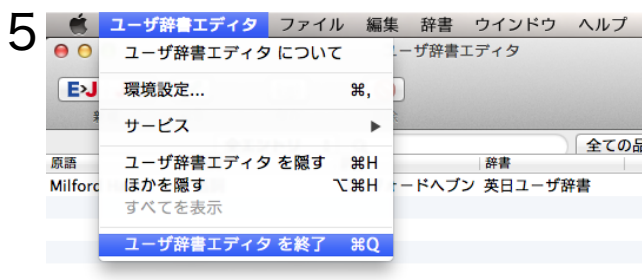 5
ユーザ辞書エディタ ファイル 編集 辞書 ウインドウ ヘルプ
ユーザ辞書エディタ について
ーザ辞書エディタ
環境設定... ⌘,
E›J
サービス ▶
全ての品
ユーザ辞書エディタ を隠す ⌘H
原語
辞書
ほかを隠す ⌥⌘H
Milford
ードヘブン 英日ユーザ辞書
すべてを表示
ユーザ辞書エディタ を終了 ⌘Q